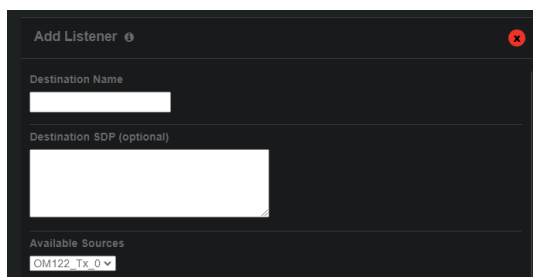 Add Listener
x
Destination Name
Destination SDP (optional)
Available Sources
OM122_Tx_0